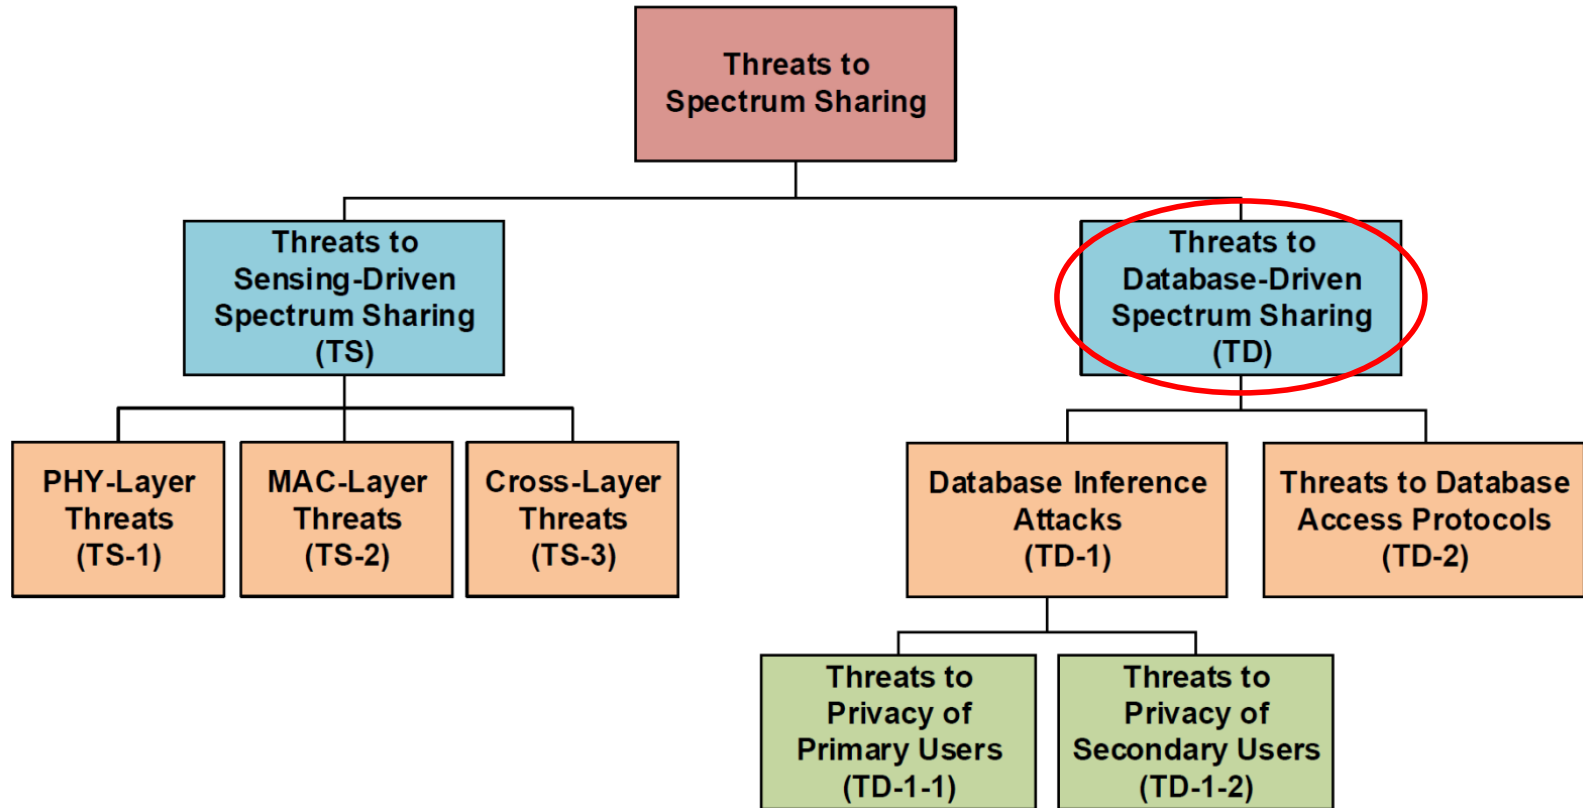 Threats to
Spectrum Sharing
Threats to
Sensing-Driven
Spectrum Sharing
(TS)
Threats to
Database-Driven
Spectrum Sharing
(TD)
PHY-Layer
Threats
(TS-1)
MAC-Layer
Threats
(TS-2)
Cross-Layer
Threats
(TS-3)
Database Inference
Attacks
(TD-1)
Threats to Database
Access Protocols
(TD-2)
Threats to
Privacy of
Primary Users
(TD-1-1)
Threats to
Privacy of
Secondary Users
(TD-1-2)